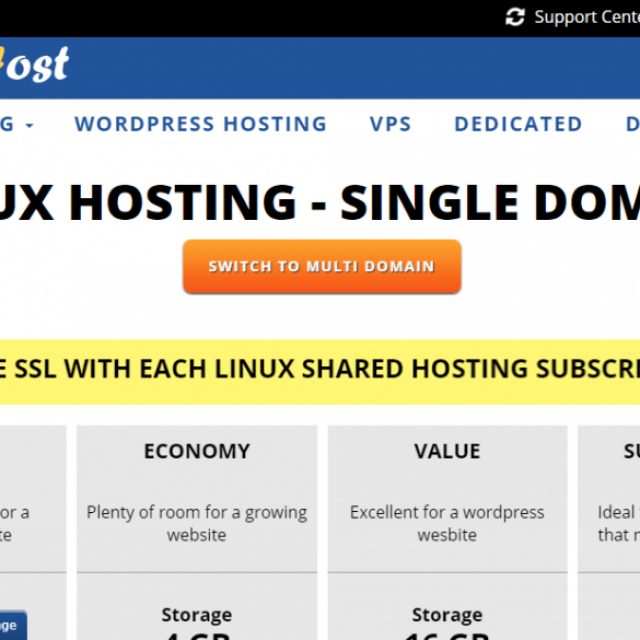 Support Cente
ost
G
WORDPRESS HOSTING
VPS
DEDICATED
D
UX HOSTING - SINGLE DOM
SWITCH TO MULTI DOMAIN
E SSL WITH EACH LINUX SHARED HOSTING SUBSCRI
ECONOMY
VALUE
SU
or a
te
Plenty of room for a growing
website
Excellent for a wordpress
wesbite
Ideal
that
ge
Storage
4 GB
Storage
16 GB